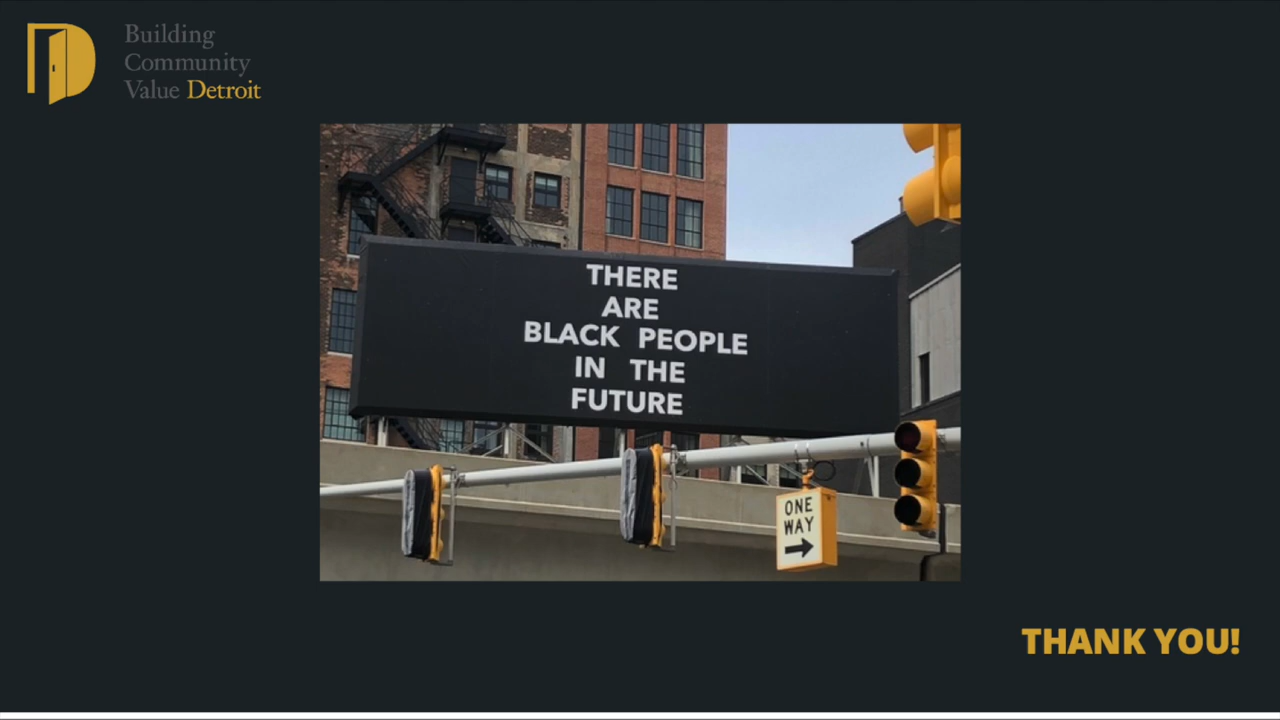 Building
Community
Value Detroit
THERE
ARE
BLACK PEOPLE
IN THE
FUTURE
ONE
WAY
THANK YOU!